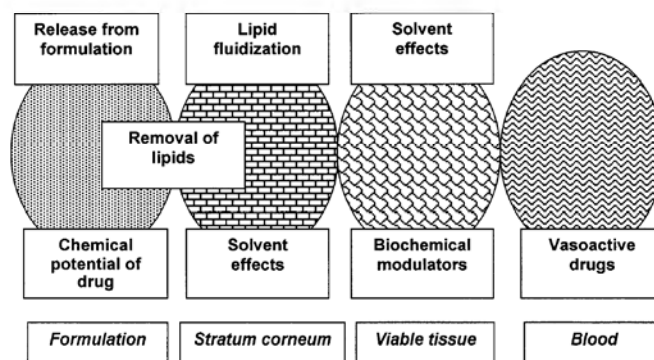 Release from
formulation
Lipid
fluidization
Solvent
effects
Removal of
lipids
Chemical
potential of
drug
Solvent
effects
Biochemical
modulators
Vasoactive
drugs
Formulation
Stratum corneum
Viable tissue
Blood